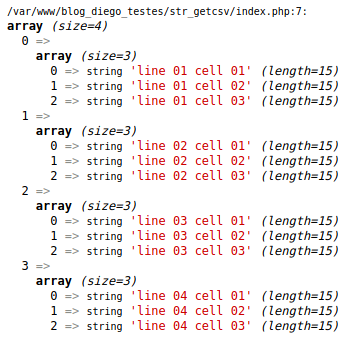 /var/www/blog_diego_testes/str_getcsv/index.php:7:
array (size=4)
0 =>
array (size=3)
0 => string 'line 01 cell 01' (length=15)
1 => string 'line 01 cell 02' (length=15)
2 => string 'line 01 cell 03' (length=15)
1 =>
array (size=3)
0 => string 'line 02 cell 01' (length=15)
1 => string 'line 02 cell 02' (length=15)
2 => string 'line 02 cell 03' (length=15)
2 =>
array (size=3)
0 => string 'line 03 cell 01' (length=15)
1 => string 'line 03 cell 02' (length=15)
2 => string 'line 03 cell 03' (length=15)
3 =>
array (size=3)
0 => string 'line 04 cell 01' (length=15)
1 => string 'line 04 cell 02' (length=15)
2 => string 'line 04 cell 03' (length=15)